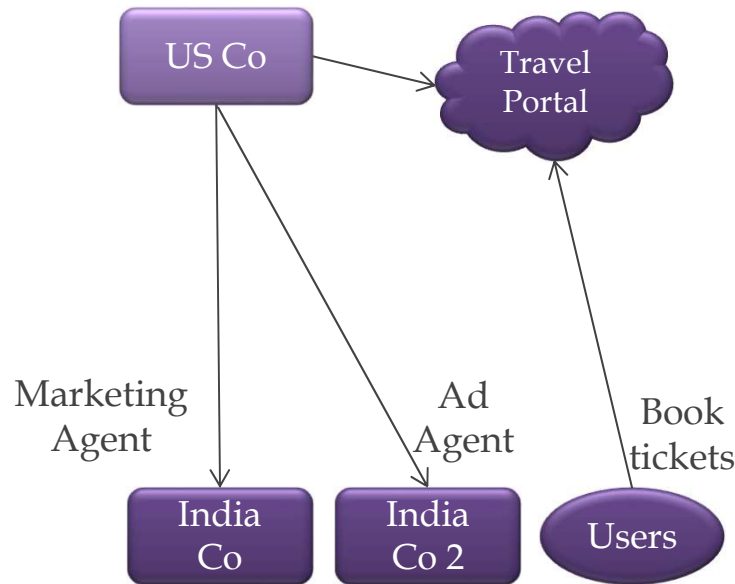 US Co
Travel
Portal
Marketing
Agent
Ad
Agent
Book
tickets
India
Co
India
Co 2
Users